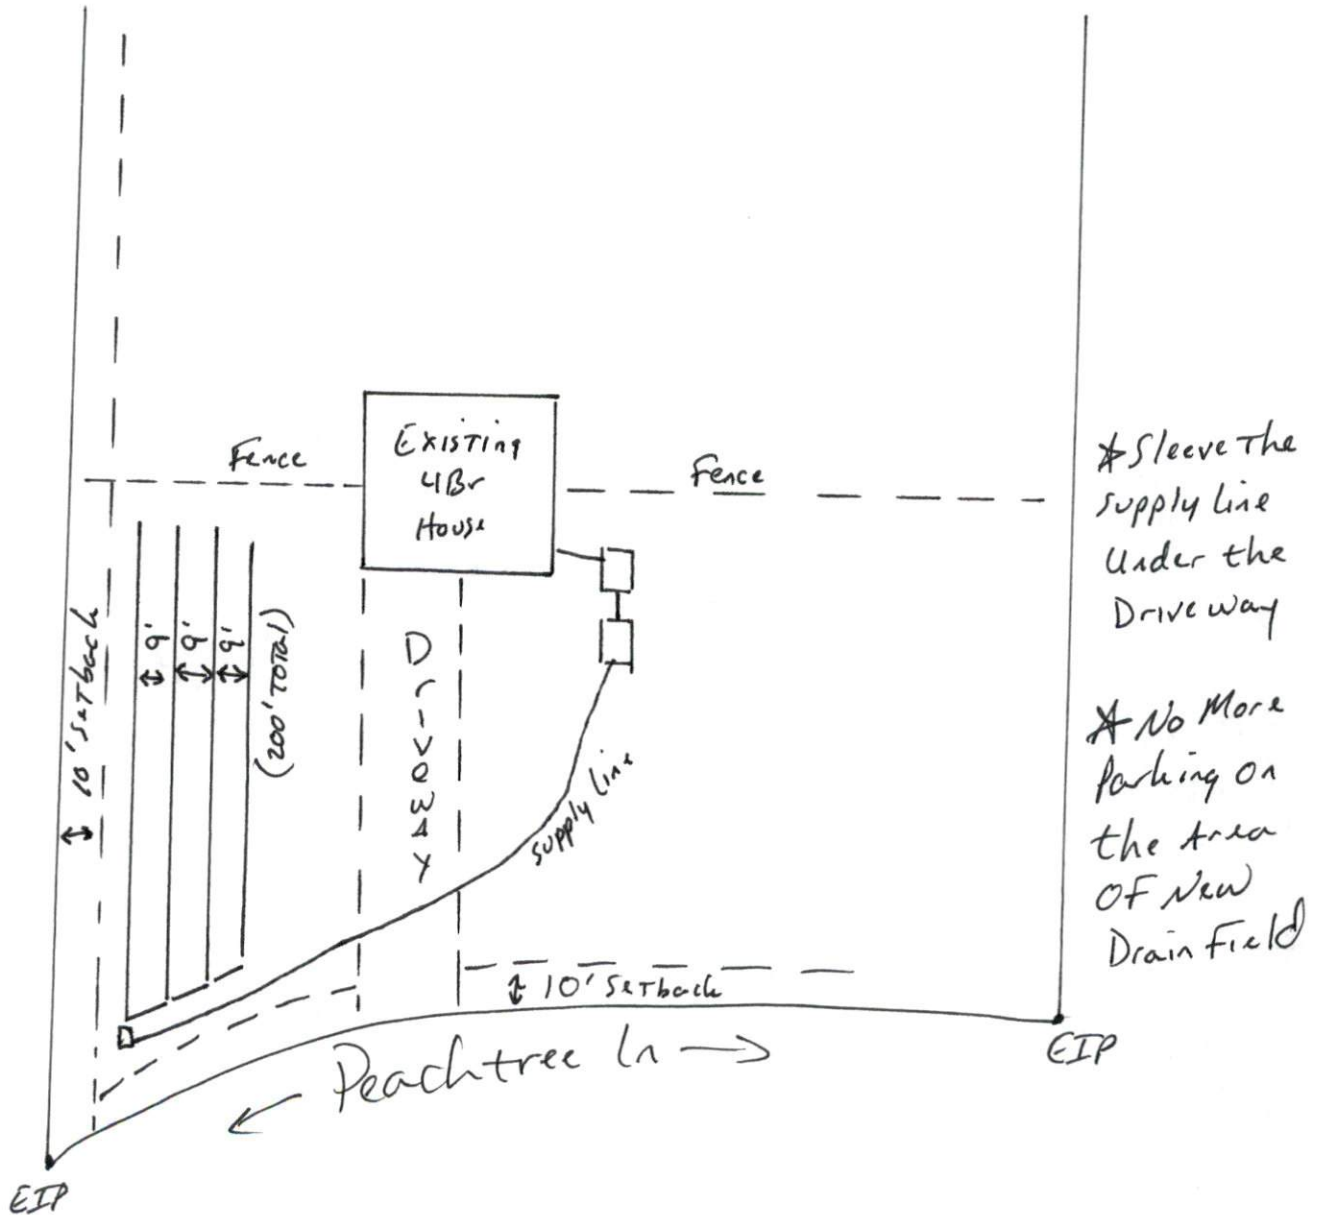 Fence
Existing
4Br
House
Fence
10' Setback
9'
9'
9'
(200' Total)
Driveway
supply line
10' Setback
Peachtree Ln
EIP
EIP
* Sleeve The
supply line
Under the
Driveway
* No More
Parking on
the Area
OF New
Drain Field